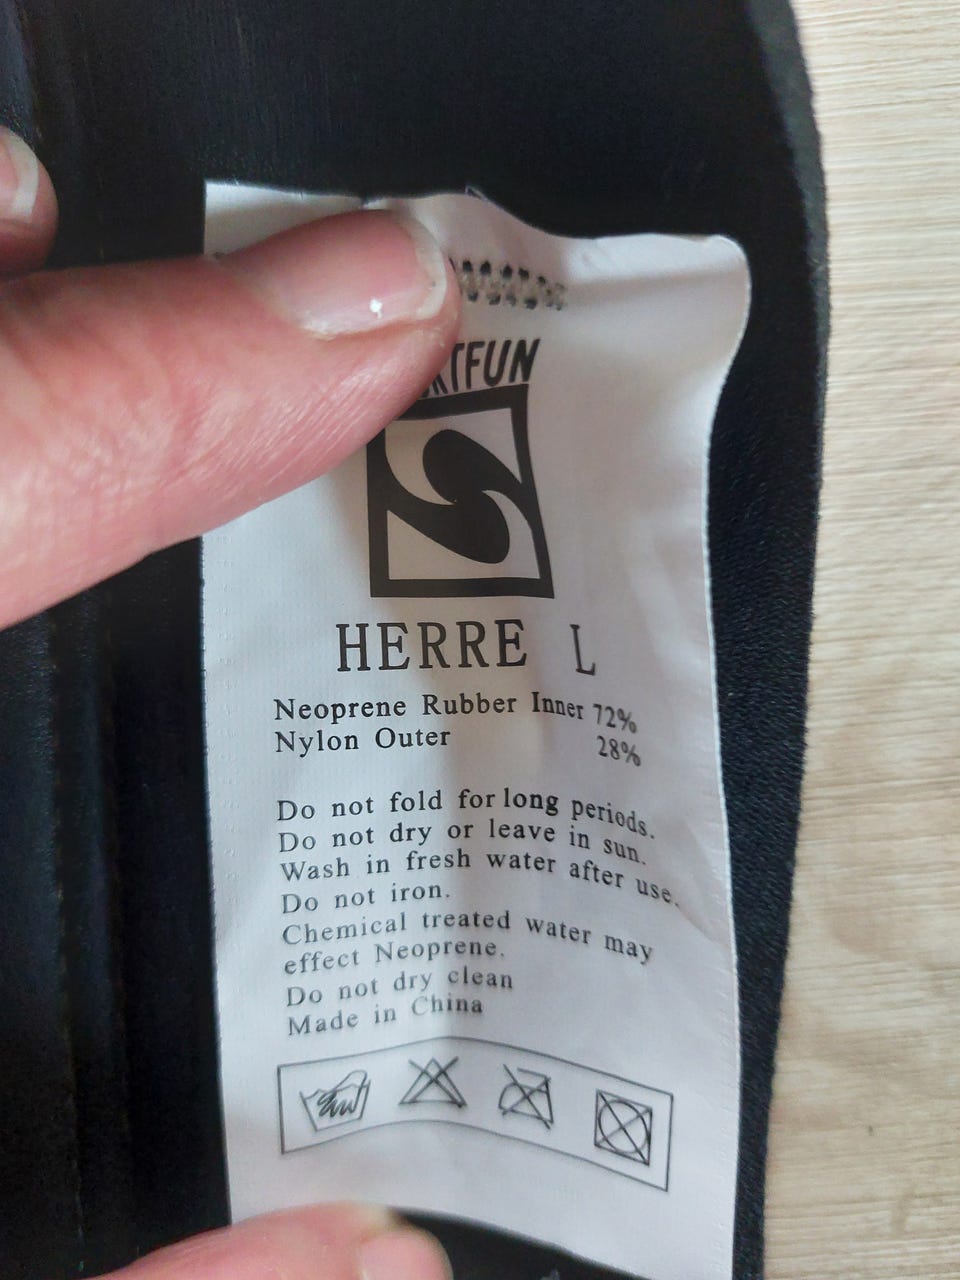 TFUN
HERRE L
Neoprene Rubber Inner 72%
Nylon Outer 28%
Do not fold for long periods.
Do not dry or leave in sun.
Wash in fresh water after use.
Do not iron.
Chemical treated water may
effect Neoprene.
Do not dry clean
Made in China